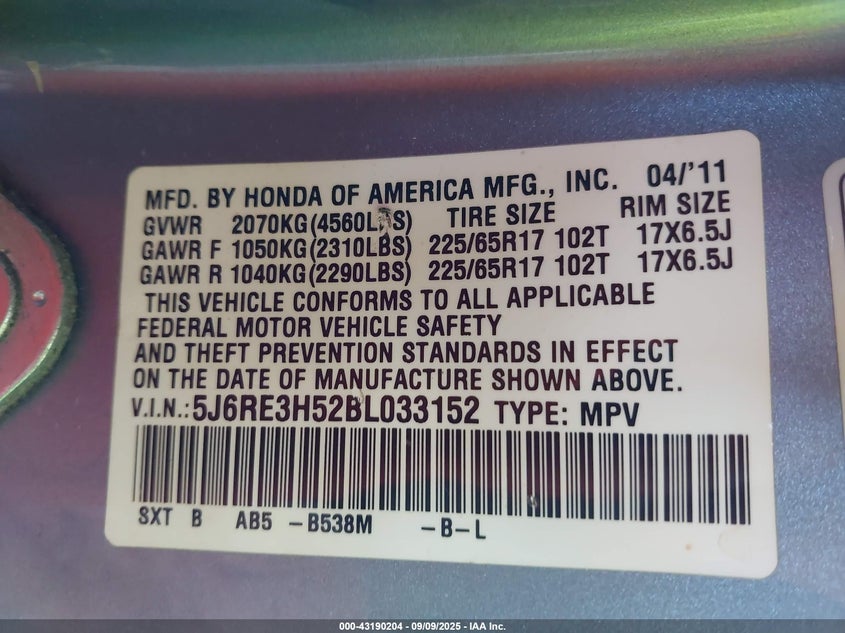 MFD. BY HONDA OF AMERICA MFG., INC. 04/'11
GVWR 2070KG(4560LBS) TIRE SIZE RIM SIZE
GAWR F 1050KG(2310LBS) 225/65R17 102T 17X6.5J
GAWR R 1040KG(2290LBS) 225/65R17 102T 17X6.5J
THIS VEHICLE CONFORMS TO ALL APPLICABLE
FEDERAL MOTOR VEHICLE SAFETY
AND THEFT PREVENTION STANDARDS IN EFFECT
ON THE DATE OF MANUFACTURE SHOWN ABOVE.
V.I.N.:5J6RE3H52BL033152 TYPE: MPV
SXT B AB5 -B538M -B-L
000-43190204 - 09/09/2025 - IAA Inc.